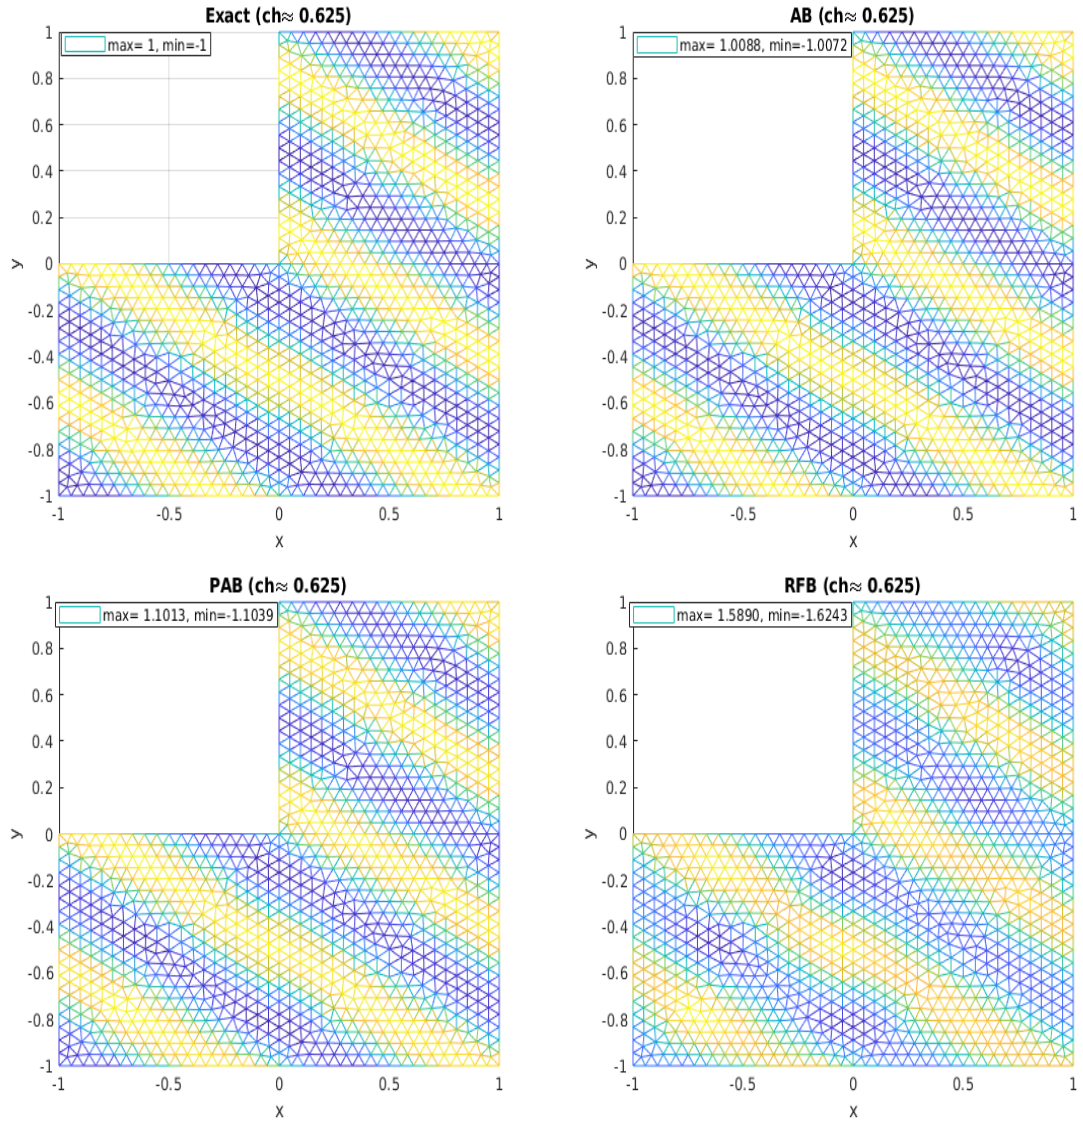 Exact (ch≈ 0.625)
max= 1, min=-1
1
0.8
0.6
0.4
0.2
0
-0.2
-0.4
-0.6
-0.8
-1
y
-1 -0.5 0 0.5 1
x
AB (ch≈ 0.625)
max= 1.0088, min=-1.0072
1
0.8
0.6
0.4
0.2
0
-0.2
-0.4
-0.6
-0.8
-1
y
-1 -0.5 0 0.5 1
x
PAB (ch≈ 0.625)
max= 1.1013, min=-1.1039
1
0.8
0.6
0.4
0.2
0
-0.2
-0.4
-0.6
-0.8
-1
y
-1 -0.5 0 0.5 1
x
RFB (ch≈ 0.625)
max= 1.5890, min=-1.6243
1
0.8
0.6
0.4
0.2
0
-0.2
-0.4
-0.6
-0.8
-1
y
-1 -0.5 0 0.5 1
x